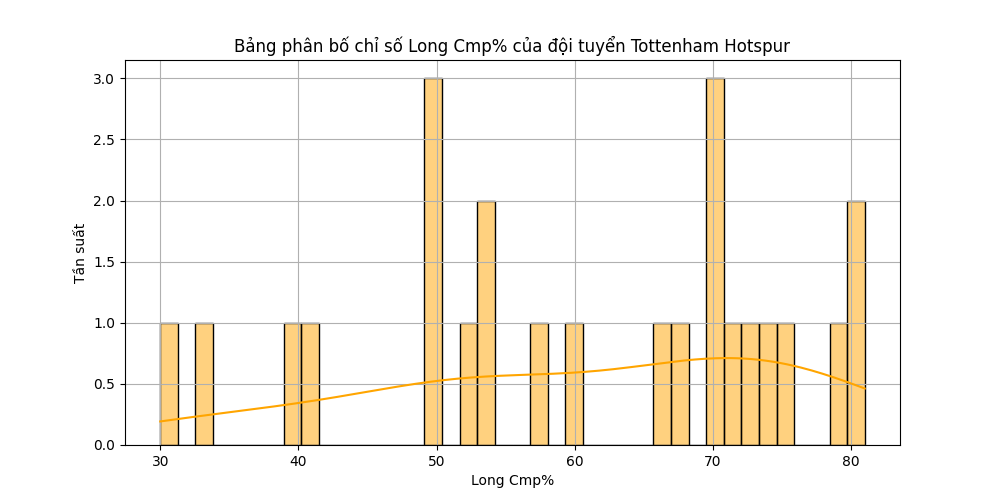 Bảng phân bố chỉ số Long Cmp% của đội tuyển Tottenham Hotspur
3.0
2.5
2.0
1.5
1.0
0.5
0.0
Tần suất
30 40 50 60 70 80
Long Cmp%